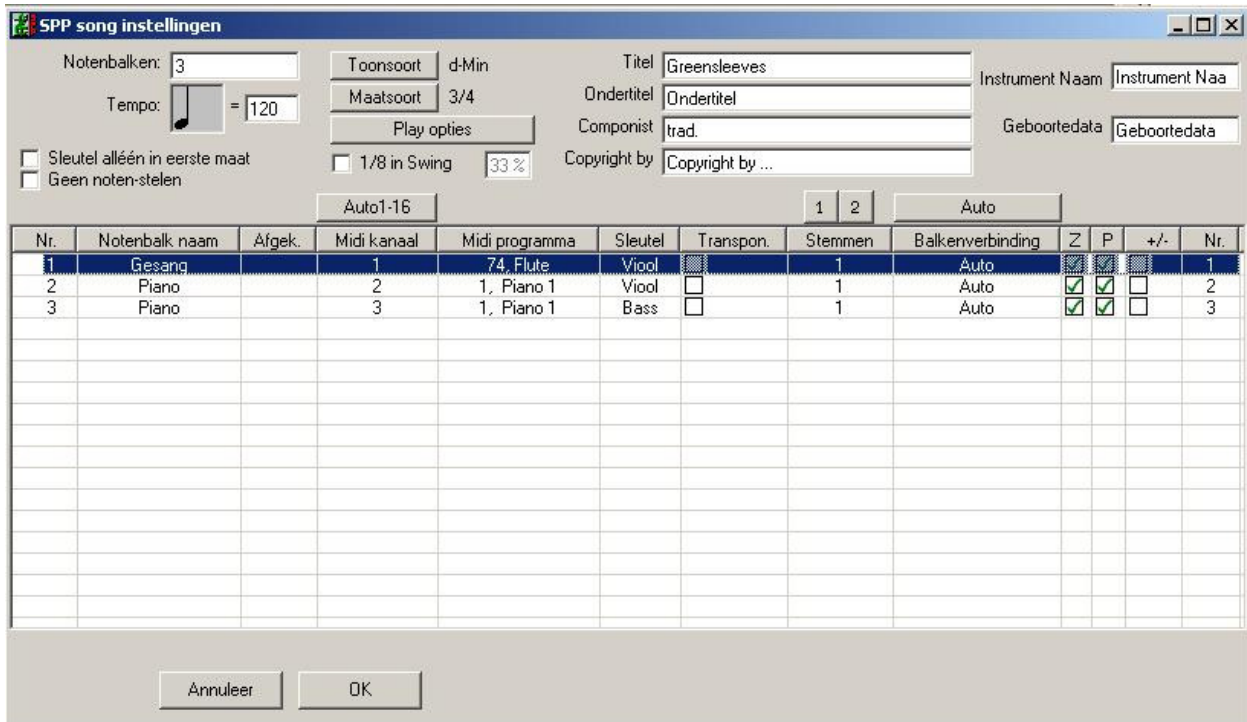 SPP song instellingen
Notenbalken: 3
Tempo: = 120
Sleutel alléén in eerste maat
Geen noten-stelen
Toonsoort d-Min
Maatsoort 3/4
Play opties
1/8 in Swing 33 %
Titel Greensleeves
Ondertitel Ondertitel
Componist trad.
Copyright by Copyright by ...
Instrument Naam Instrument Naa
Geboortedata Geboortedata
Auto1-16 1 2 Auto
Nr. Notenbalk naam Afgek. Midi kanaal Midi programma Sleutel Transpon. Stemmen Balkenverbinding Z P +/- Nr.
1 Gesang 1 74, Flute Viool 1 Auto 1
2 Piano 2 1, Piano 1 Viool 1 Auto 2
3 Piano 3 1, Piano 1 Bass 1 Auto 3
Annuleer OK